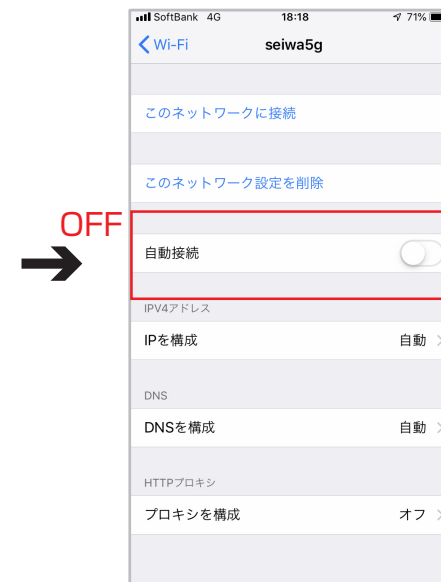 SoftBank 4G 18:18 71%
Wi-Fi seiwa5g
このネットワークに接続
このネットワーク設定を削除
OFF
自動接続
IPV4アドレス
IPを構成 自動
DNS
DNSを構成 自動
HTTPプロキシ
プロキシを構成 オフ